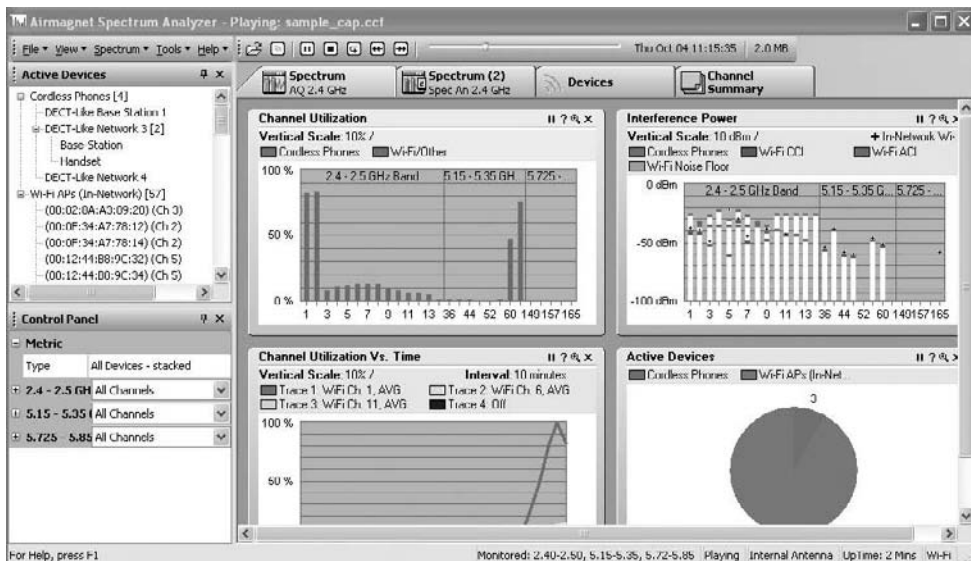 Airmagnet Spectrum Analyzer - Playing: sample_cap.ccf
File View Spectrum Tools Help
Thu Oct 04 11:15:35 2.0 MB
Active Devices
Cordless Phones [4]
DECT-Like Base Station 1
DECT-Like Network 3 [2]
Base Station
Handset
DECT-Like Network 4
Wi-Fi APs (In-Network) [57]
(00:02:0A:A3:09:20) (Ch 3)
(00:0F:34:A7:78:12) (Ch 2)
(00:0F:34:A7:78:14) (Ch 2)
(00:12:44:B8:9C:32) (Ch 5)
(00:12:44:B0:9C:34) (Ch 5)
Control Panel
Metric
Type All Devices - stacked
2.4 - 2.5 GH All Channels
5.15 - 5.35 ( All Channels
5.725 - 5.85 All Channels
Spectrum
AQ 2.4 GHz
Spectrum (2)
Spec An 2.4 GHz
Devices
Channel
Summary
Channel Utilization
Vertical Scale: 10% /
Cordless Phones Wi-Fi/Other
100 %
2.4 - 2.5 GHz Band 5.15 - 5.35 GH 5.725 -...
50 %
0 %
1 3 5 7 9 11 13 36 44 52 60 149157165
Interference Power
Vertical Scale: 10 dBm / + In-Network Wi-
Cordless Phones Wi-Fi CCI Wi-Fi ACI
Wi-Fi Noise Floor
0 dBm
2.4 - 2.5 GHz Band 5.15 - 5.35 G... 5.725 - ...
-50 dBm
-100 dBm
1 3 5 7 9 11 13 36 44 52 60 149157165
Channel Utilization Vs. Time
Vertical Scale: 10% / Interval: 10 minutes
Trace 1: WiFi Ch. 1, AVG Trace 2: WiFi Ch. 6, AVG
Trace 3: WiFi Ch. 11, AVG Trace 4: Off
100 %
50 %
Active Devices
Cordless Phones Wi-Fi APs (In-Net...
3
For Help, press F1
Monitored: 2.40-2.50, 5.15-5.35, 5.72-5.85 Playing Internal Antenna UpTime: 2 Mins Wi-Fi